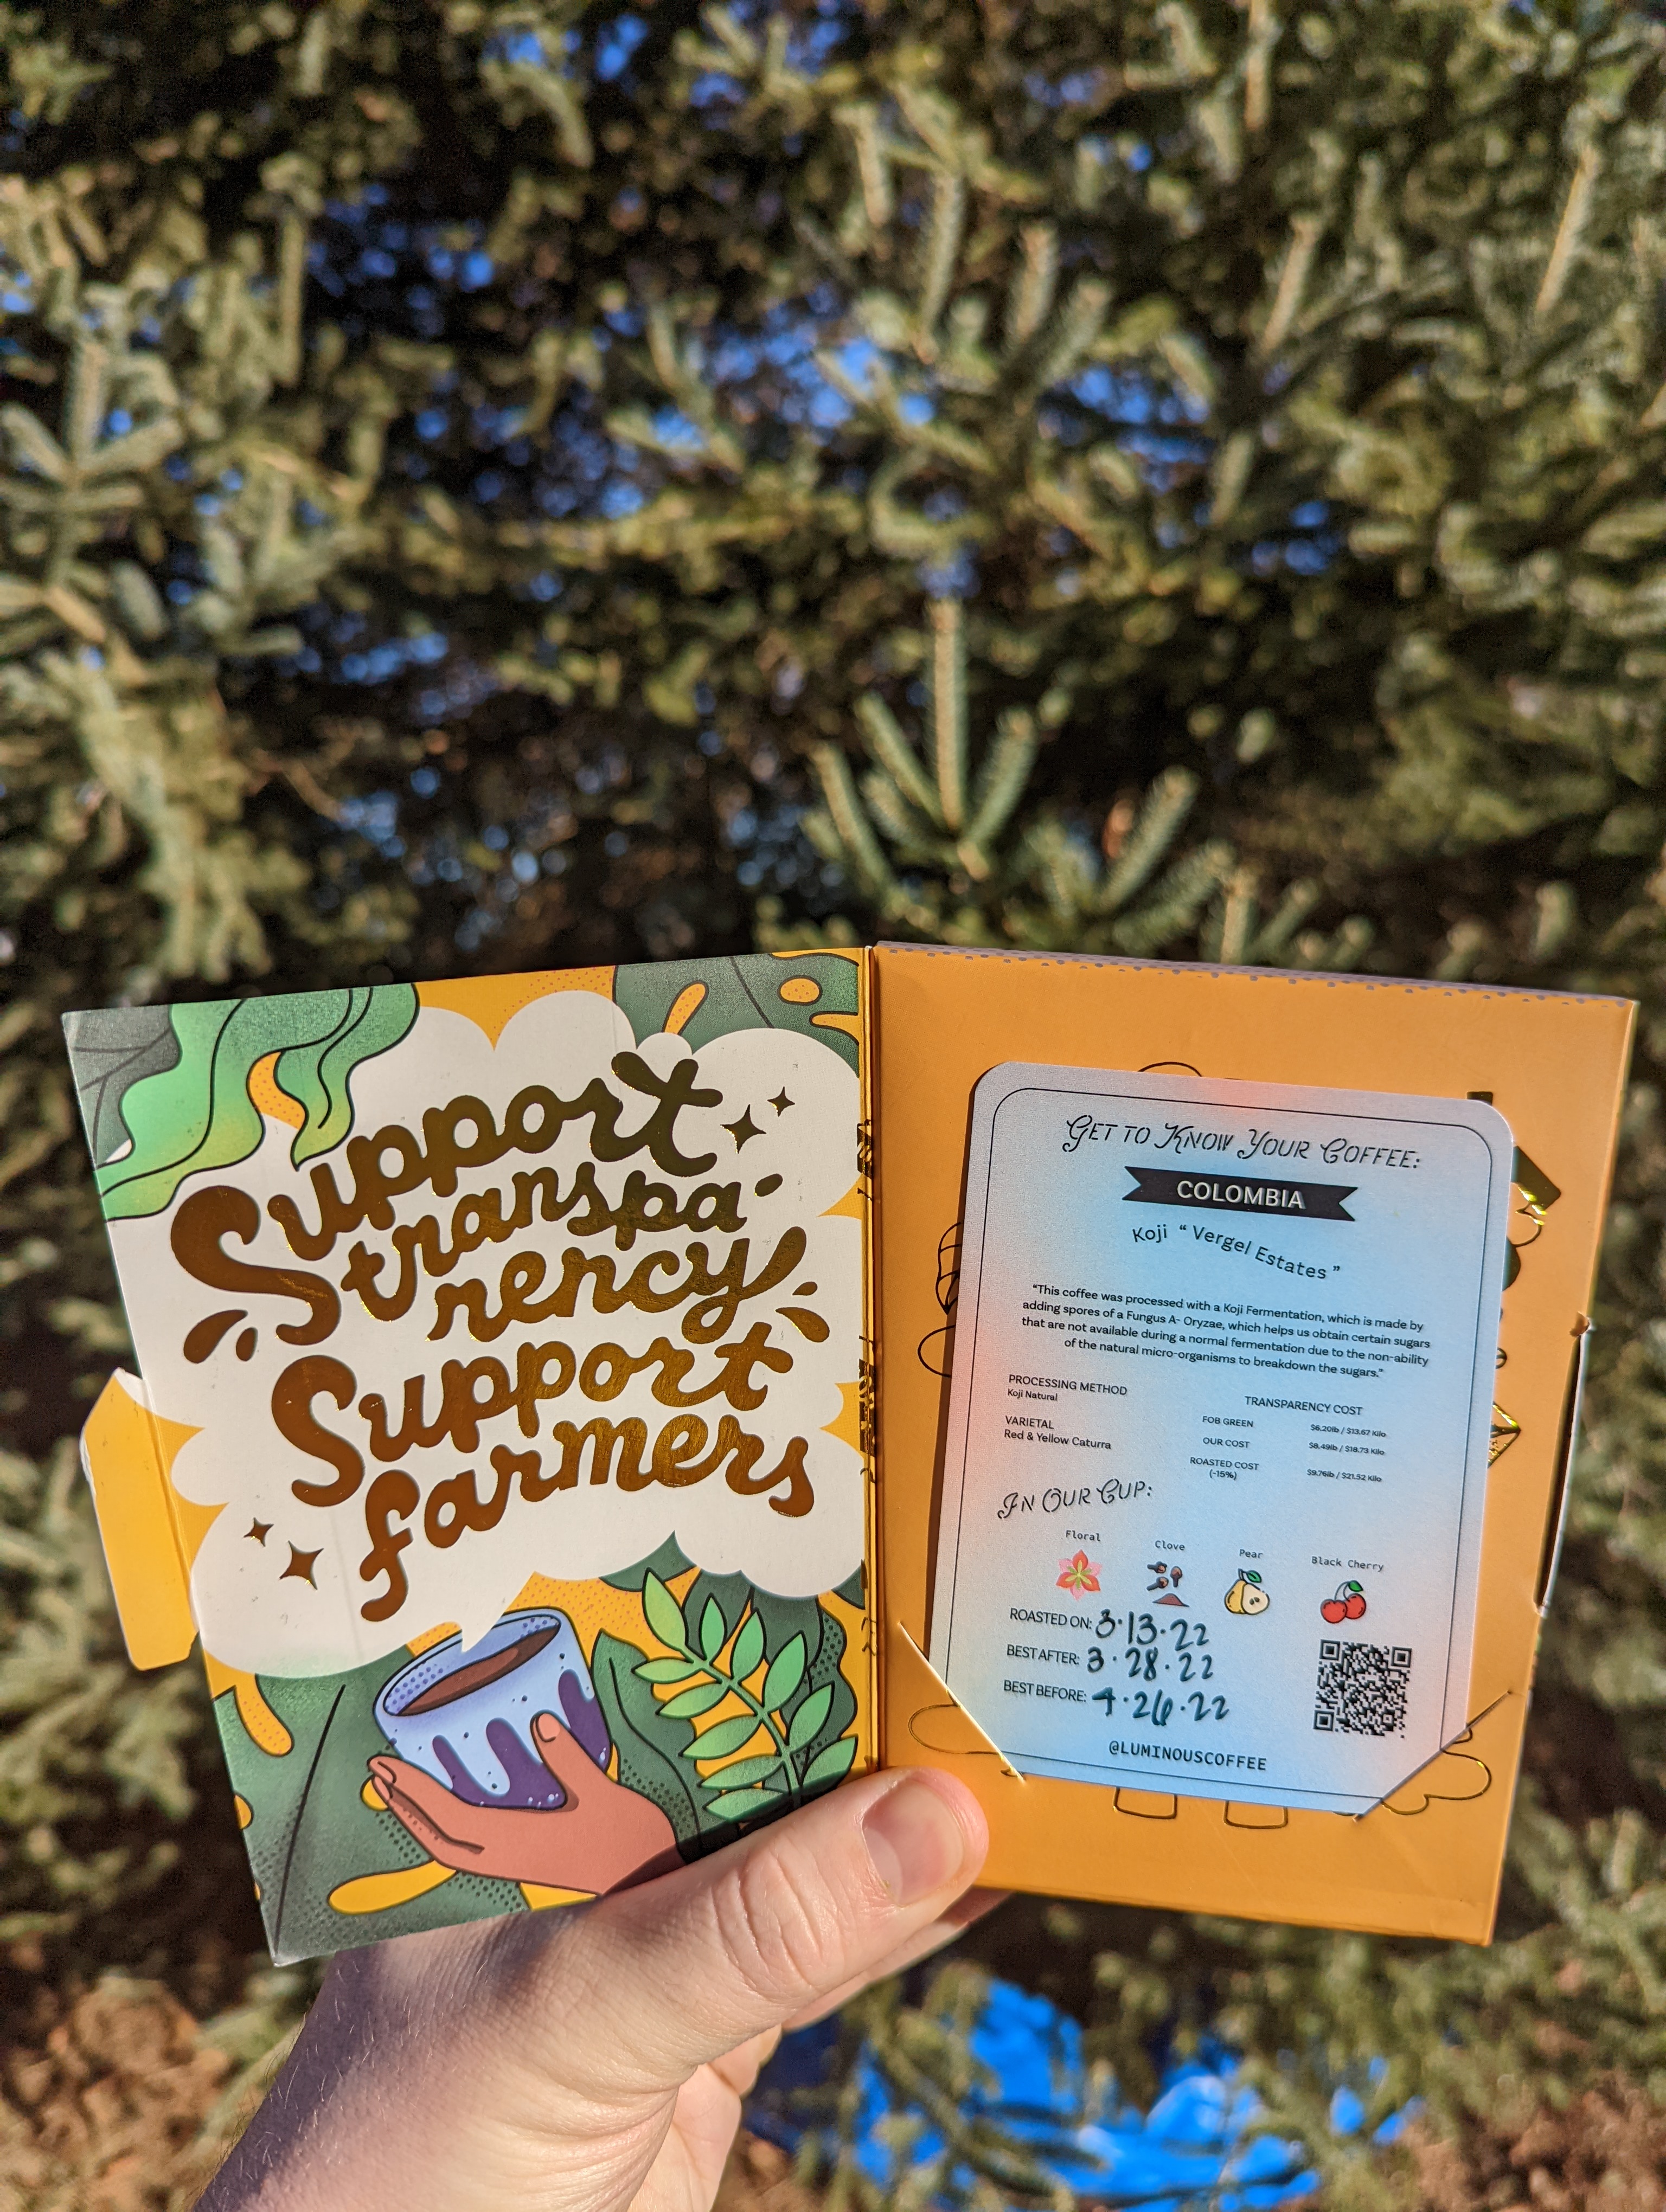 Support
transpa-
rency
Support
farmers
GET TO KNOW YOUR COFFEE:
COLOMBIA
Koji “ Vergel Estates ”
“This coffee was processed with a Koji Fermentation, which is made by
adding spores of a Fungus A- Oryzae, which helps us obtain certain sugars
that are not available during a normal fermentation due to the non-ability
of the natural micro-organisms to breakdown the sugars.”
PROCESSING METHOD
Koji Natural
VARIETAL
Red & Yellow Caturra
TRANSPARENCY COST
FOB GREEN $6.20lb / $13.67 Kilo
OUR COST $8.49lb / $18.73 Kilo
ROASTED COST $9.76lb / $21.52 Kilo
(-15%)
IN OUR CUP:
Floral Clove Pear Black Cherry
ROASTED ON: 3·13·22
BEST AFTER: 3·28·22
BEST BEFORE: 4·26·22
@LUMINOUSCOFFEE